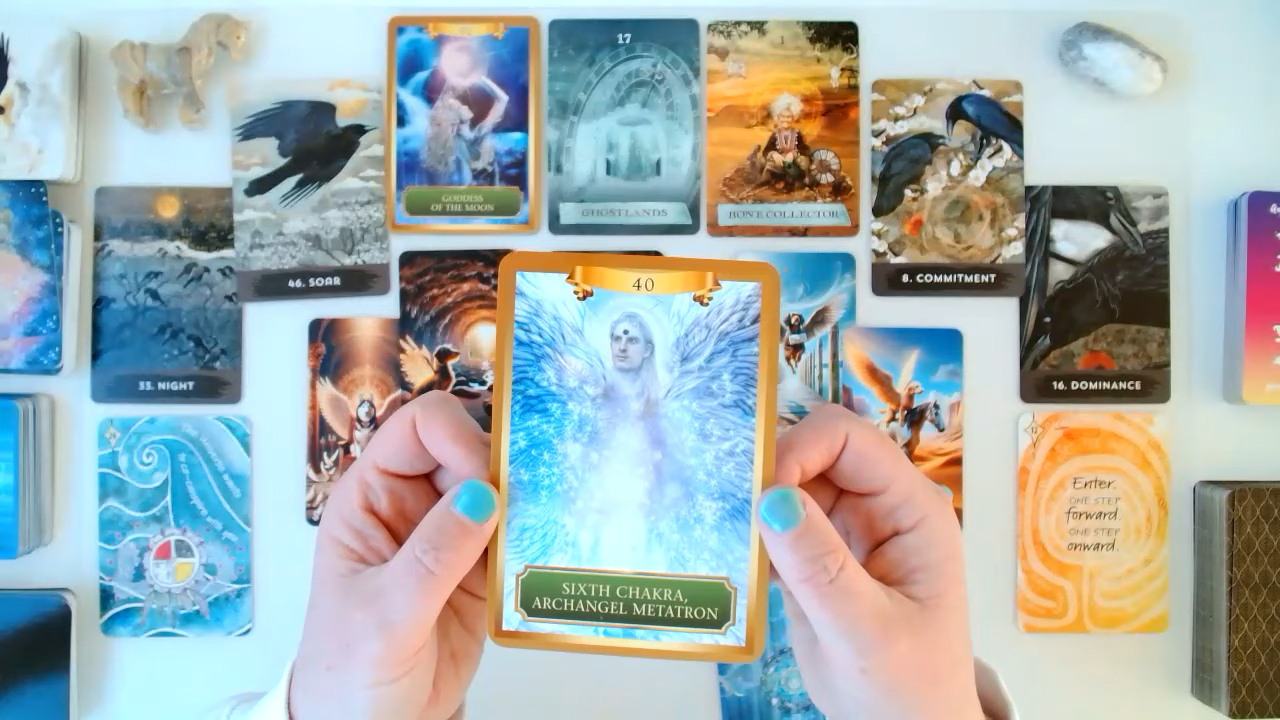 17
GODDESS
OF THE MOON
GHOSTLANDS
BONE COLLECTOR
46. SOAR
8. COMMITMENT
33. NIGHT
16. DOMINANCE
40
SIXTH CHAKRA,
ARCHANGEL METATRON
Enter.
ONE STEP
forward.
ONE STEP
onward.